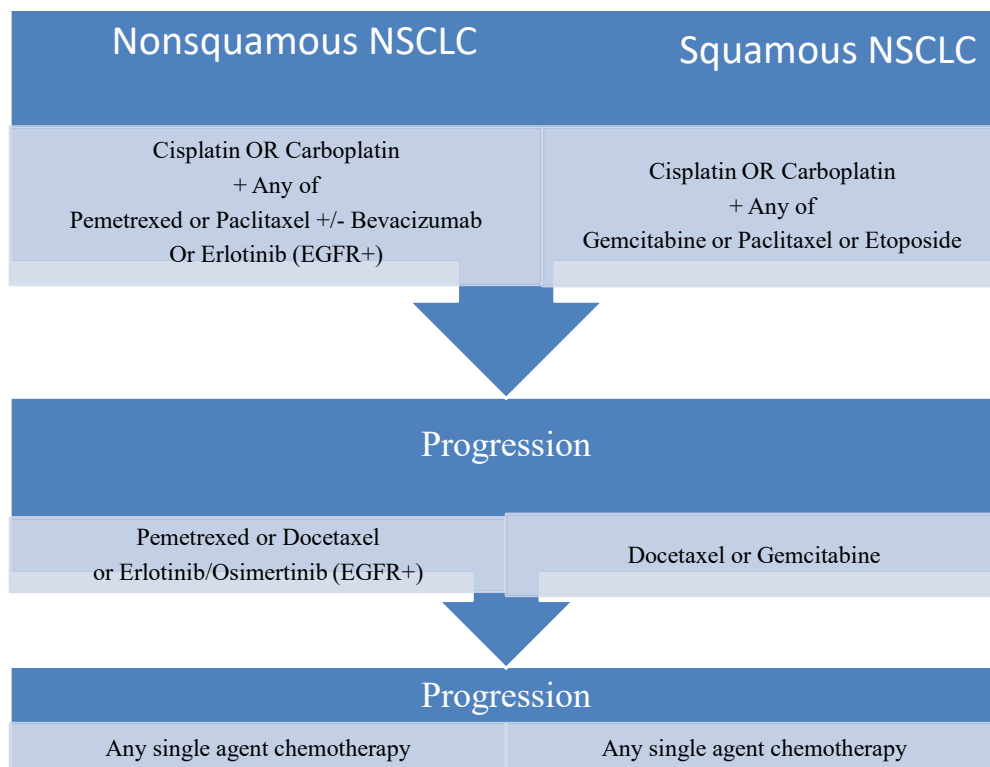 Nonsquamous NSCLC
Squamous NSCLC
Cisplatin OR Carboplatin
+ Any of
Pemetrexed or Paclitaxel +/- Bevacizumab
Or Erlotinib (EGFR+)
Cisplatin OR Carboplatin
+ Any of
Gemcitabine or Paclitaxel or Etoposide
Progression
Pemetrexed or Docetaxel
or Erlotinib/Osimertinib (EGFR+)
Docetaxel or Gemcitabine
Progression
Any single agent chemotherapy
Any single agent chemotherapy